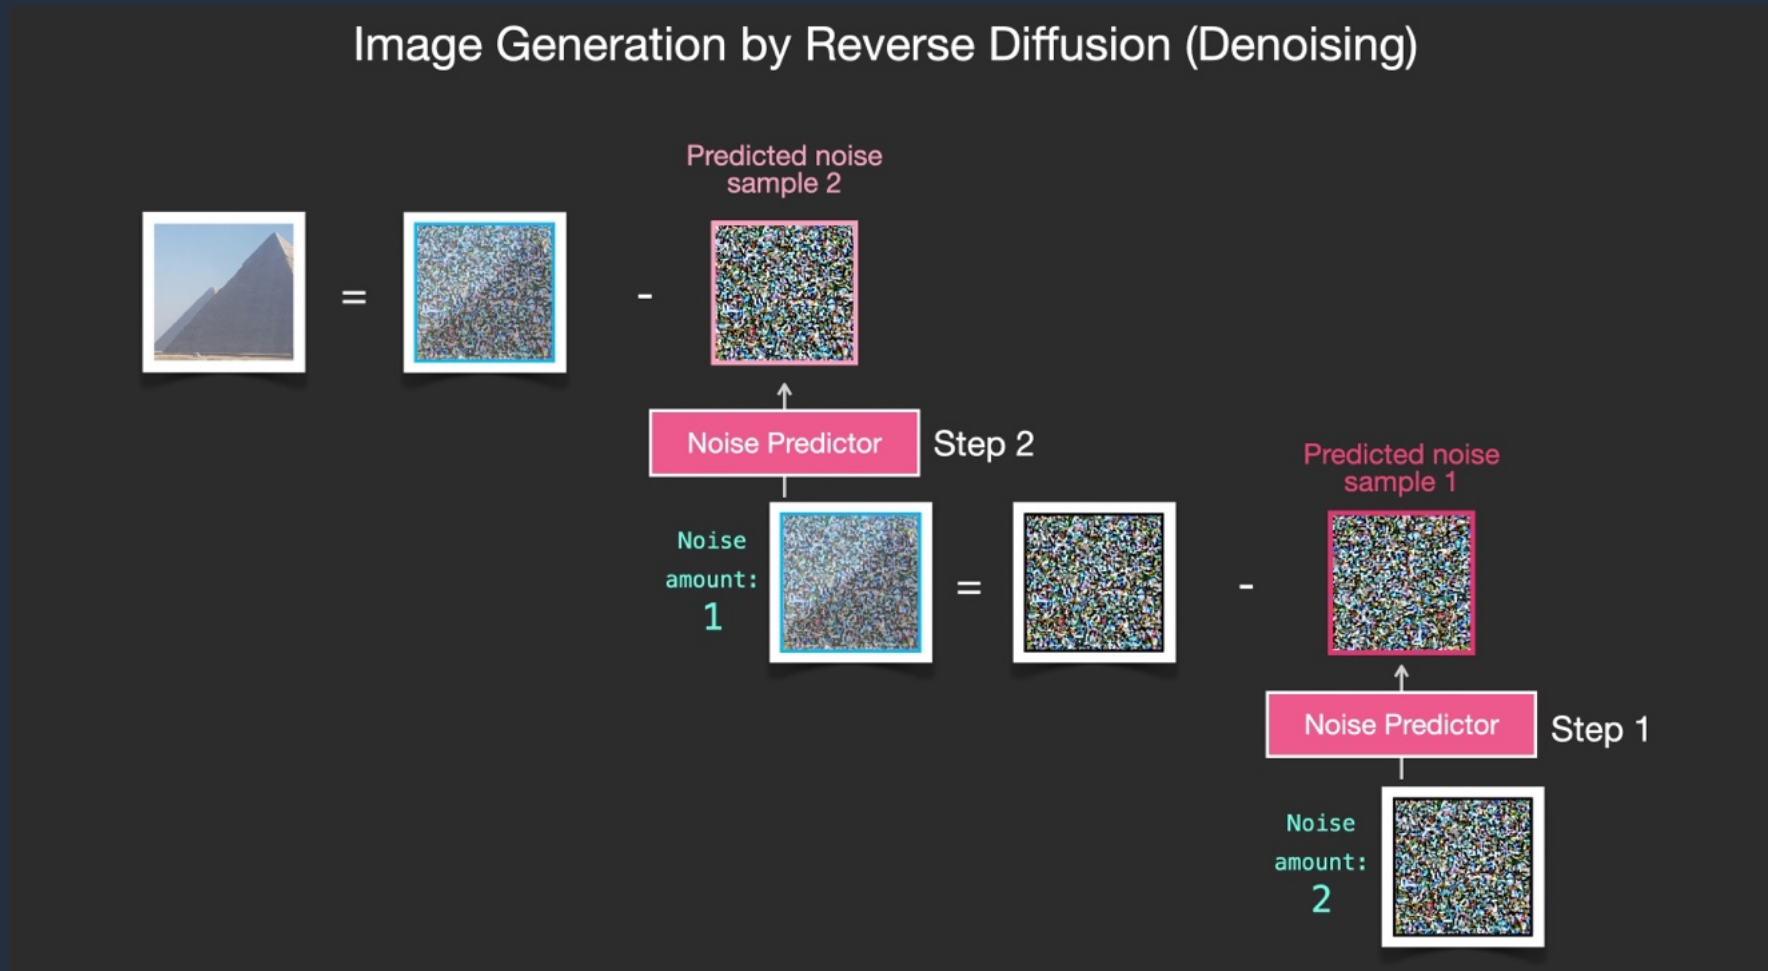 Image Generation by Reverse Diffusion (Denoising)
Predicted noise
sample 2
=
-
Noise Predictor
Step 2
Predicted noise
sample 1
Noise
amount:
1
=
-
Noise Predictor
Step 1
Noise
amount:
2